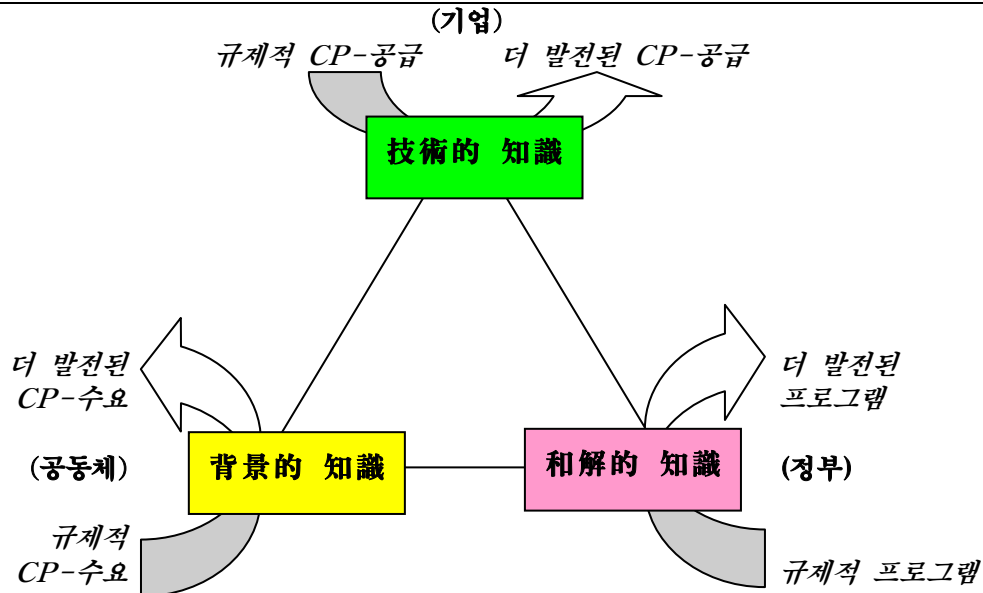 (기업)
규제적 CP-공급
더 발전된 CP-공급
技術的 知識
더 발전된
CP-수요
더 발전된
프로그램
(공동체)
背景的 知識
和解的 知識
(정부)
규제적
CP-수요
규제적 프로그램